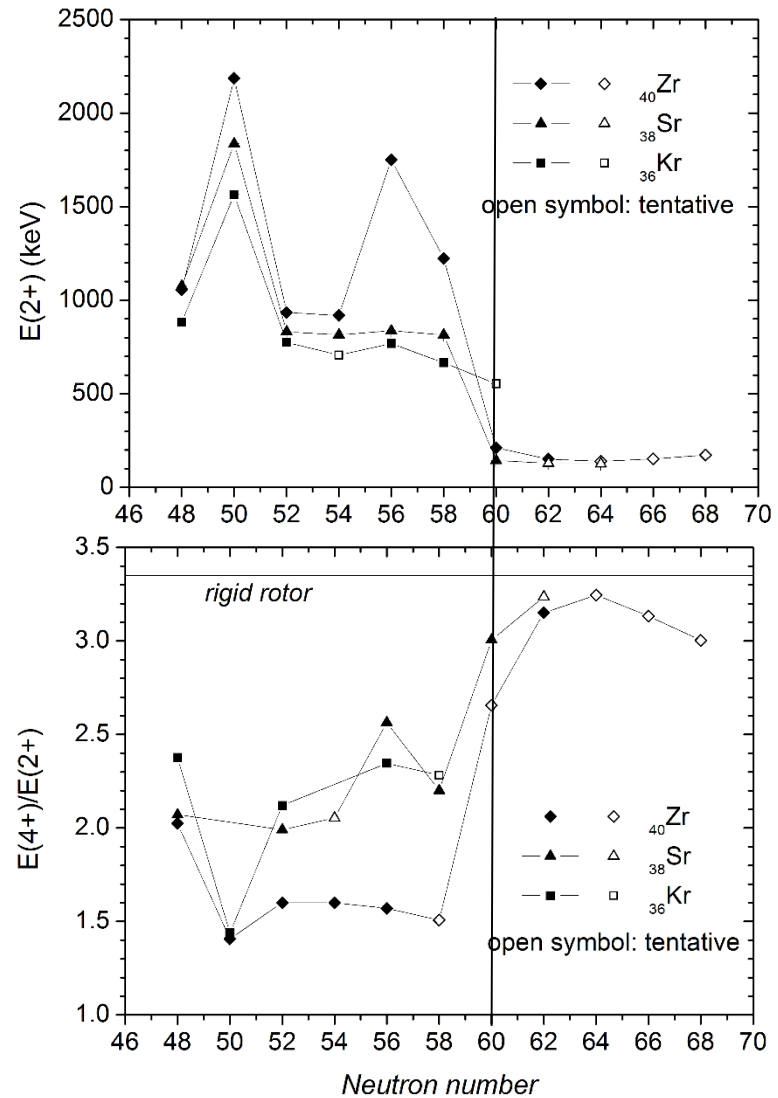 2500
2000
1500
1000
500
0
E(2+) (keV)
40Zr
38Sr
36Kr
open symbol: tentative
46 48 50 52 54 56 58 60 62 64 66 68 70
3.5
3.0
2.5
2.0
1.5
1.0
E(4+)/E(2+)
rigid rotor
40Zr
38Sr
36Kr
open symbol: tentative
46 48 50 52 54 56 58 60 62 64 66 68 70
Neutron number